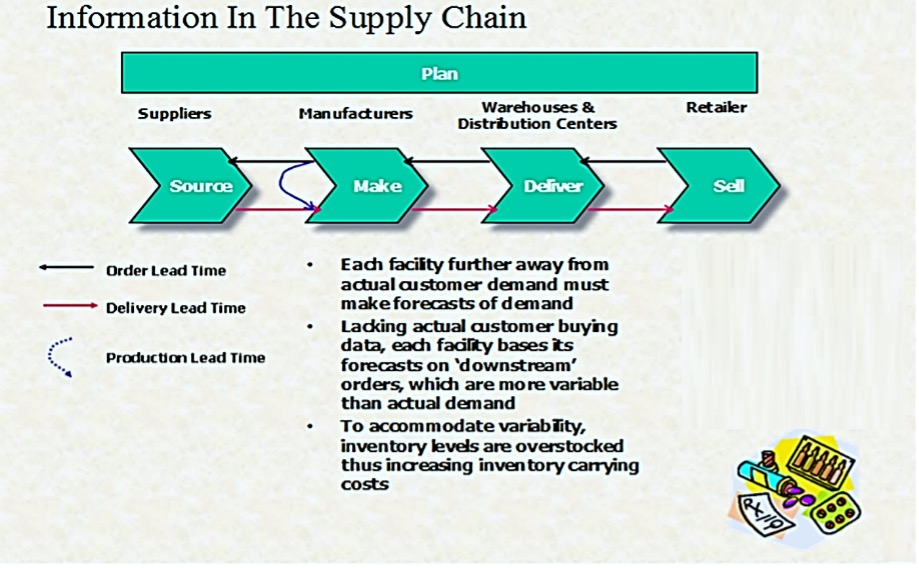 Information In The Supply Chain
Plan
Suppliers
Manufacturers
Warehouses &
Distribution Centers
Retailer
Source
Make
Deliver
Sell
Order Lead Time
Delivery Lead Time
Production Lead Time
• Each facility further away from
actual customer demand must
make forecasts of demand
• Lacking actual customer buying
data, each facility bases its
forecasts on ‘downstream’
orders, which are more variable
than actual demand
• To accommodate variability,
inventory levels are overstocked
thus increasing inventory carrying
costs